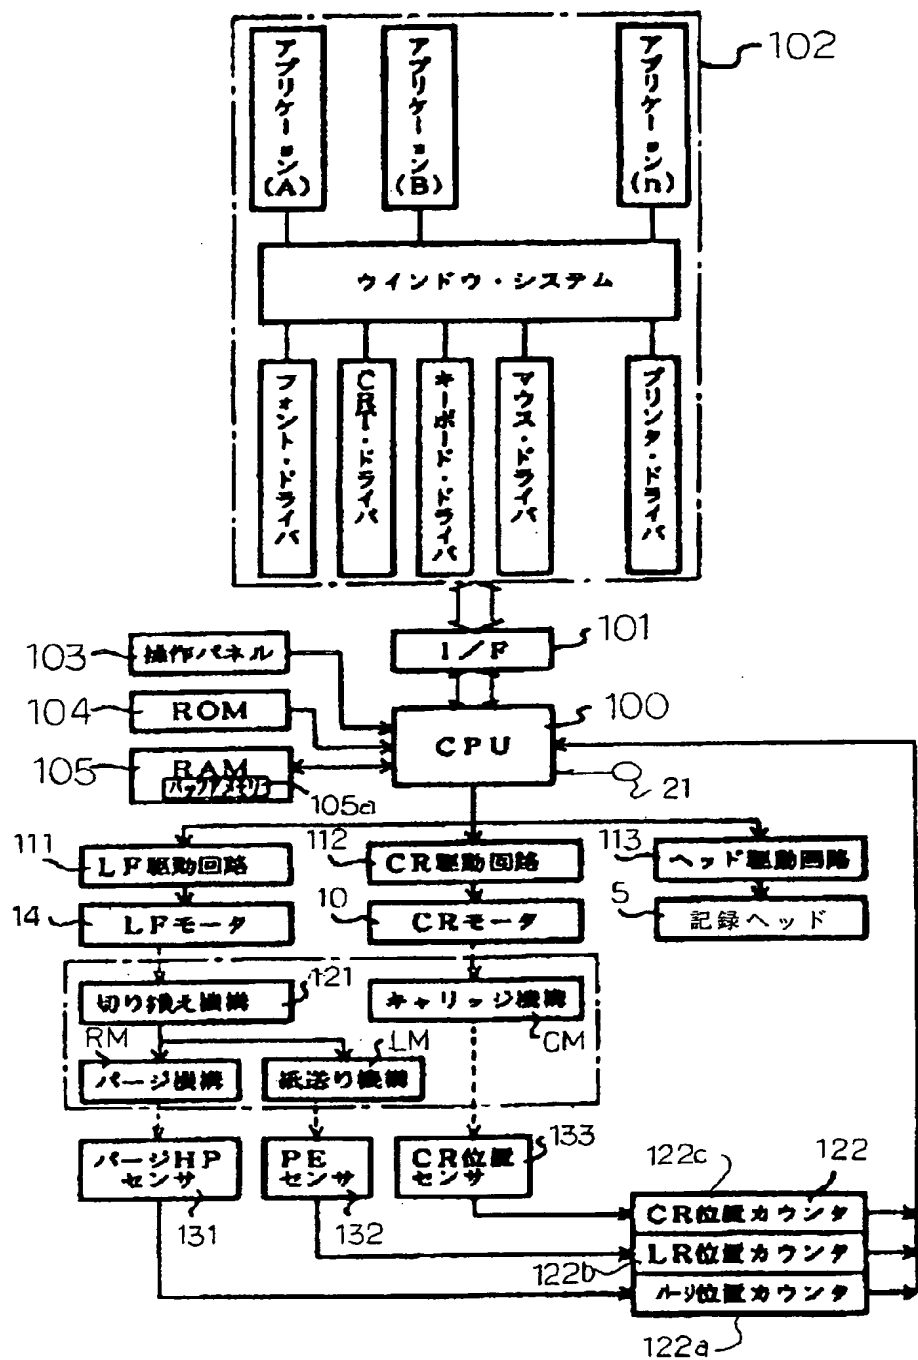 アプリケーション(A)
アプリケーション(B)
アプリケーション(n)
102
ウインドウ・システム
フォント・ドライバ
CRT・ドライバ
キーボード・ドライバ
マウス・ドライバ
プリンタ・ドライバ
I/F
101
103
操作パネル
104
ROM
CPU
100
105
RAM
バックアメモリ
105a
21
111
LF駆動回路
112
CR駆動回路
113
ヘッド駆動回路
14
LFモータ
10
CRモータ
5
記録ヘッド
切り換え機構
121
キャリッジ機構
CM
RM
パージ機構
LM
紙送り機構
パージHP
センサ
131
PE
センサ
132
CR位置
センサ
133
122c
122
CR位置カウンタ
122b
LR位置カウンタ
パージ位置カウンタ
122a